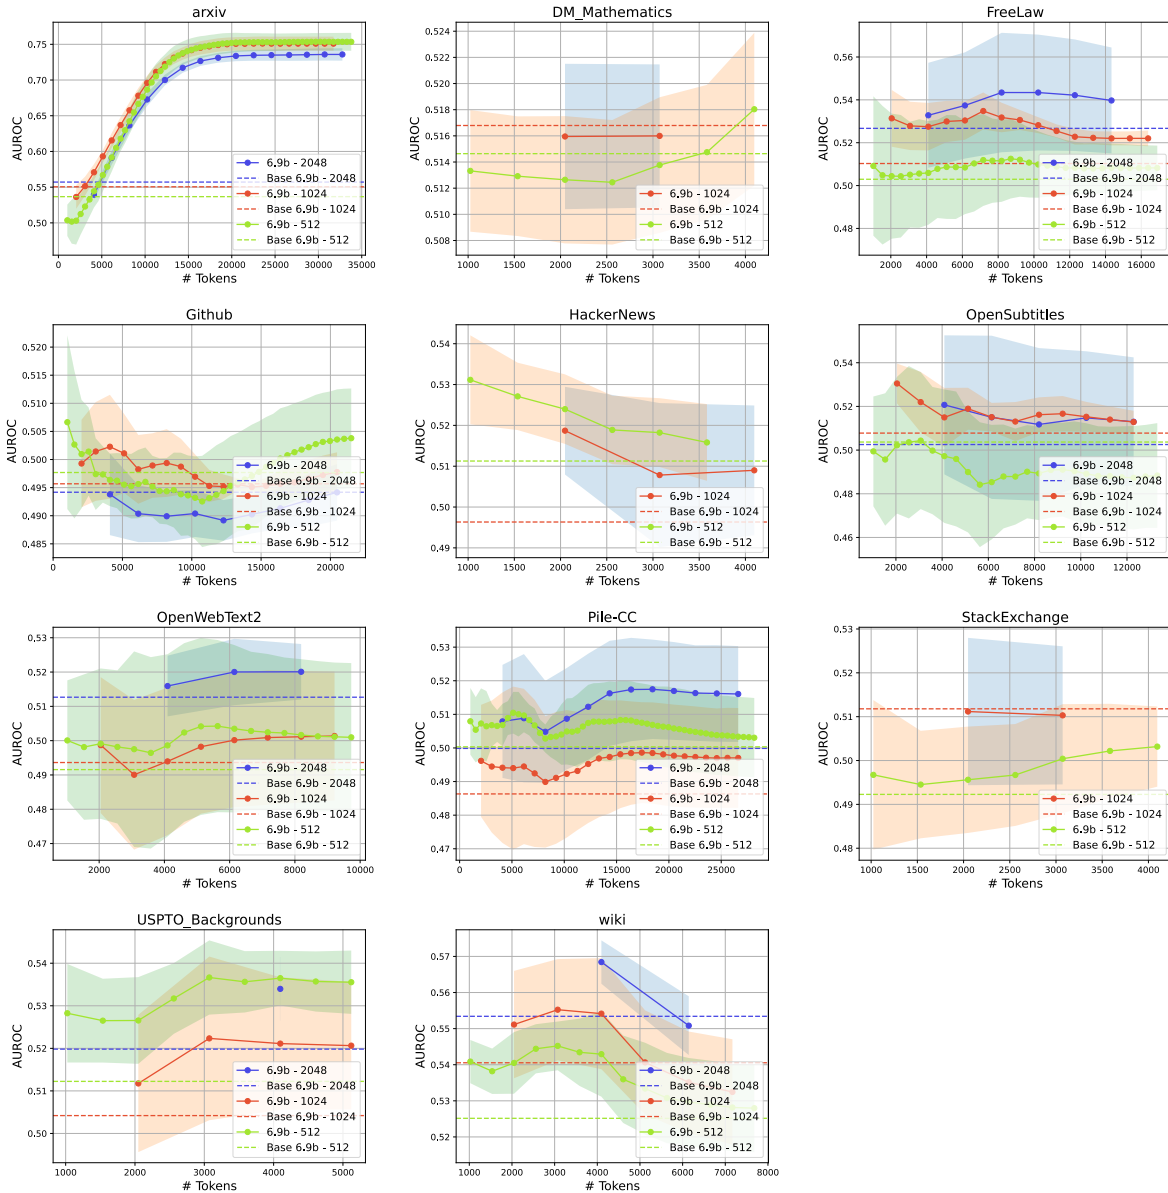 arxiv
0.75
0.70
0.65
0.60
0.55
0.50
AUROC
0 5000 10000 15000 20000 25000 30000 35000
# Tokens
6.9b - 2048
Base 6.9b - 2048
6.9b - 1024
Base 6.9b - 1024
6.9b - 512
Base 6.9b - 512
DM_Mathematics
0.524
0.522
0.520
0.518
0.516
0.514
0.512
0.510
0.508
AUROC
1000 1500 2000 2500 3000 3500 4000
# Tokens
6.9b - 1024
Base 6.9b - 1024
6.9b - 512
Base 6.9b - 512
FreeLaw
0.56
0.54
0.52
0.50
0.48
AUROC
2000 4000 6000 8000 10000 12000 14000 16000
# Tokens
6.9b - 2048
Base 6.9b - 2048
6.9b - 1024
Base 6.9b - 1024
6.9b - 512
Base 6.9b - 512
Github
0.520
0.515
0.510
0.505
0.500
0.495
0.490
0.485
AUROC
0 5000 10000 15000 20000
# Tokens
6.9b - 2048
Base 6.9b - 2048
6.9b - 1024
Base 6.9b - 1024
6.9b - 512
Base 6.9b - 512
HackerNews
0.54
0.53
0.52
0.51
0.50
0.49
AUROC
1000 1500 2000 2500 3000 3500 4000
# Tokens
6.9b - 1024
Base 6.9b - 1024
6.9b - 512
Base 6.9b - 512
OpenSubtitles
0.54
0.52
0.50
0.48
0.46
AUROC
2000 4000 6000 8000 10000 12000
# Tokens
6.9b - 2048
Base 6.9b - 2048
6.9b - 1024
Base 6.9b - 1024
6.9b - 512
Base 6.9b - 512
OpenWebText2
0.53
0.52
0.51
0.50
0.49
0.48
0.47
AUROC
2000 4000 6000 8000 10000
# Tokens
6.9b - 2048
Base 6.9b - 2048
6.9b - 1024
Base 6.9b - 1024
6.9b - 512
Base 6.9b - 512
Pile-CC
0.53
0.52
0.51
0.50
0.49
0.48
0.47
AUROC
0 5000 10000 15000 20000 25000
# Tokens
6.9b - 2048
Base 6.9b - 2048
6.9b - 1024
Base 6.9b - 1024
6.9b - 512
Base 6.9b - 512
StackExchange
0.53
0.52
0.51
0.50
0.49
0.48
AUROC
1000 1500 2000 2500 3000 3500 4000
# Tokens
6.9b - 1024
Base 6.9b - 1024
6.9b - 512
Base 6.9b - 512
USPTO_Backgrounds
0.54
0.53
0.52
0.51
0.50
AUROC
1000 2000 3000 4000 5000
# Tokens
6.9b - 2048
Base 6.9b - 2048
6.9b - 1024
Base 6.9b - 1024
6.9b - 512
Base 6.9b - 512
wiki
0.57
0.56
0.55
0.54
0.53
0.52
AUROC
1000 2000 3000 4000 5000 6000 7000 8000
# Tokens
6.9b - 2048
Base 6.9b - 2048
6.9b - 1024
Base 6.9b - 1024
6.9b - 512
Base 6.9b - 512